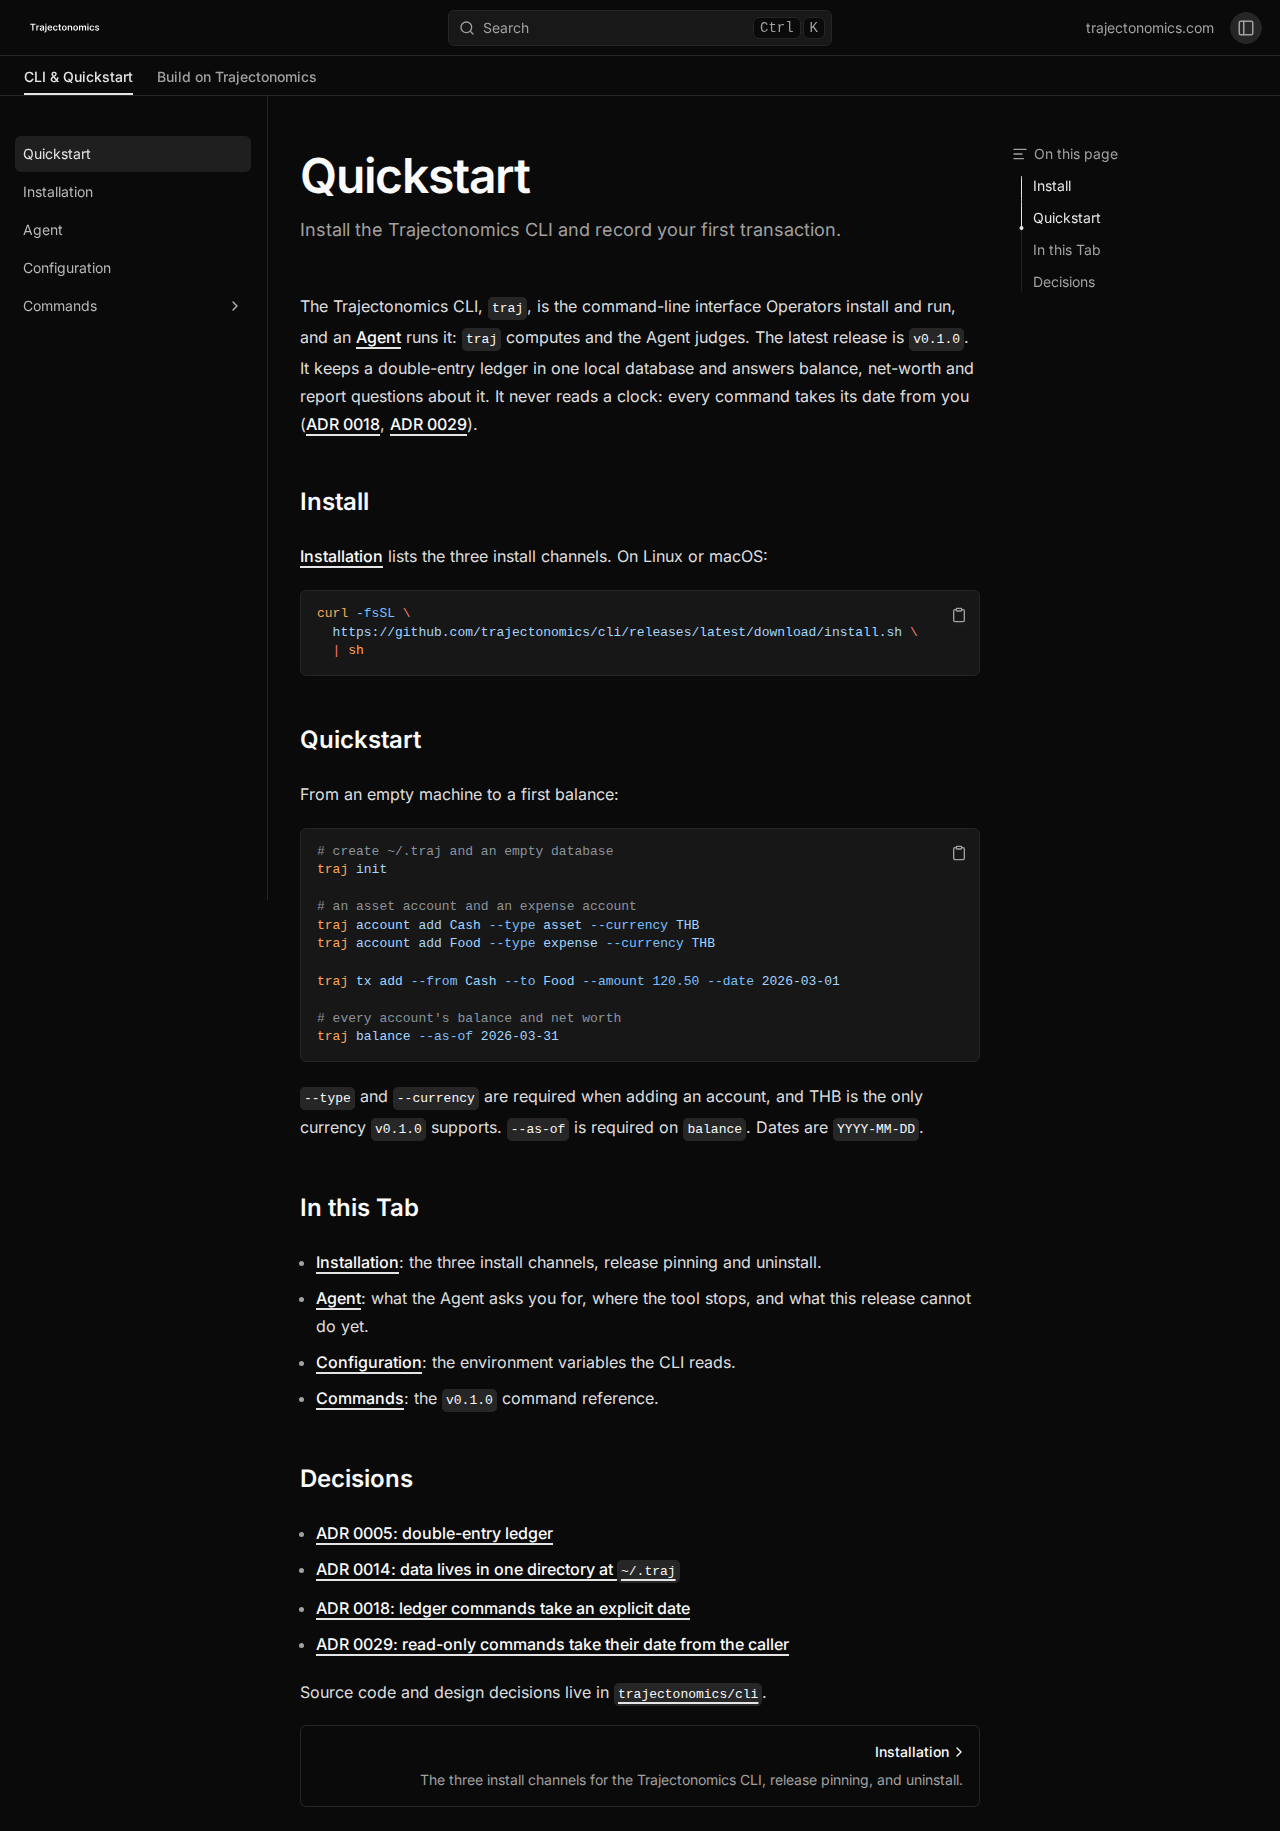 Trajectonomics
Search
Ctrl K
trajectonomics.com
CLI & Quickstart
Build on Trajectonomics
Quickstart
Installation
Agent
Configuration
Commands
Quickstart
Install the Trajectonomics CLI and record your first transaction.
The Trajectonomics CLI, traj, is the command-line interface Operators install and run,
and an Agent runs it: traj computes and the Agent judges. The latest release is v0.1.0.
It keeps a double-entry ledger in one local database and answers balance, net-worth and
report questions about it. It never reads a clock: every command takes its date from you
(ADR 0018, ADR 0029).
Install
Installation lists the three install channels. On Linux or macOS:
curl -fsSL \
  https://github.com/trajectonomics/cli/releases/latest/download/install.sh \
  | sh
Quickstart
From an empty machine to a first balance:
# create ~/.traj and an empty database
traj init
# an asset account and an expense account
traj account add Cash --type asset --currency THB
traj account add Food --type expense --currency THB
traj tx add --from Cash --to Food --amount 120.50 --date 2026-03-01
# every account's balance and net worth
traj balance --as-of 2026-03-31
--type and --currency are required when adding an account, and THB is the only
currency v0.1.0 supports. --as-of is required on balance. Dates are YYYY-MM-DD.
In this Tab
Installation: the three install channels, release pinning and uninstall.
Agent: what the Agent asks you for, where the tool stops, and what this release cannot
do yet.
Configuration: the environment variables the CLI reads.
Commands: the v0.1.0 command reference.
Decisions
ADR 0005: double-entry ledger
ADR 0014: data lives in one directory at ~/.traj
ADR 0018: ledger commands take an explicit date
ADR 0029: read-only commands take their date from the caller
Source code and design decisions live in trajectonomics/cli.
Installation
The three install channels for the Trajectonomics CLI, release pinning, and uninstall.
On this page
Install
Quickstart
In this Tab
Decisions